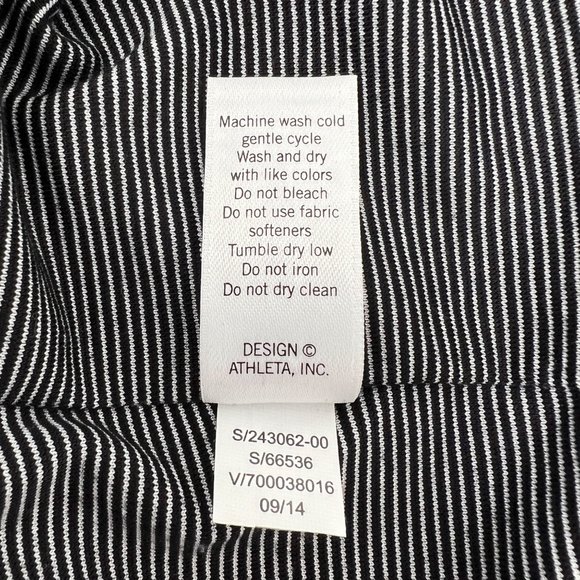 Machine wash cold
gentle cycle
Wash and dry
with like colors
Do not bleach
Do not use fabric
softeners
Tumble dry low
Do not iron
Do not dry clean
DESIGN ©
ATHLETA, INC.
S/243062-00
S/66536
V/700038016
09/14